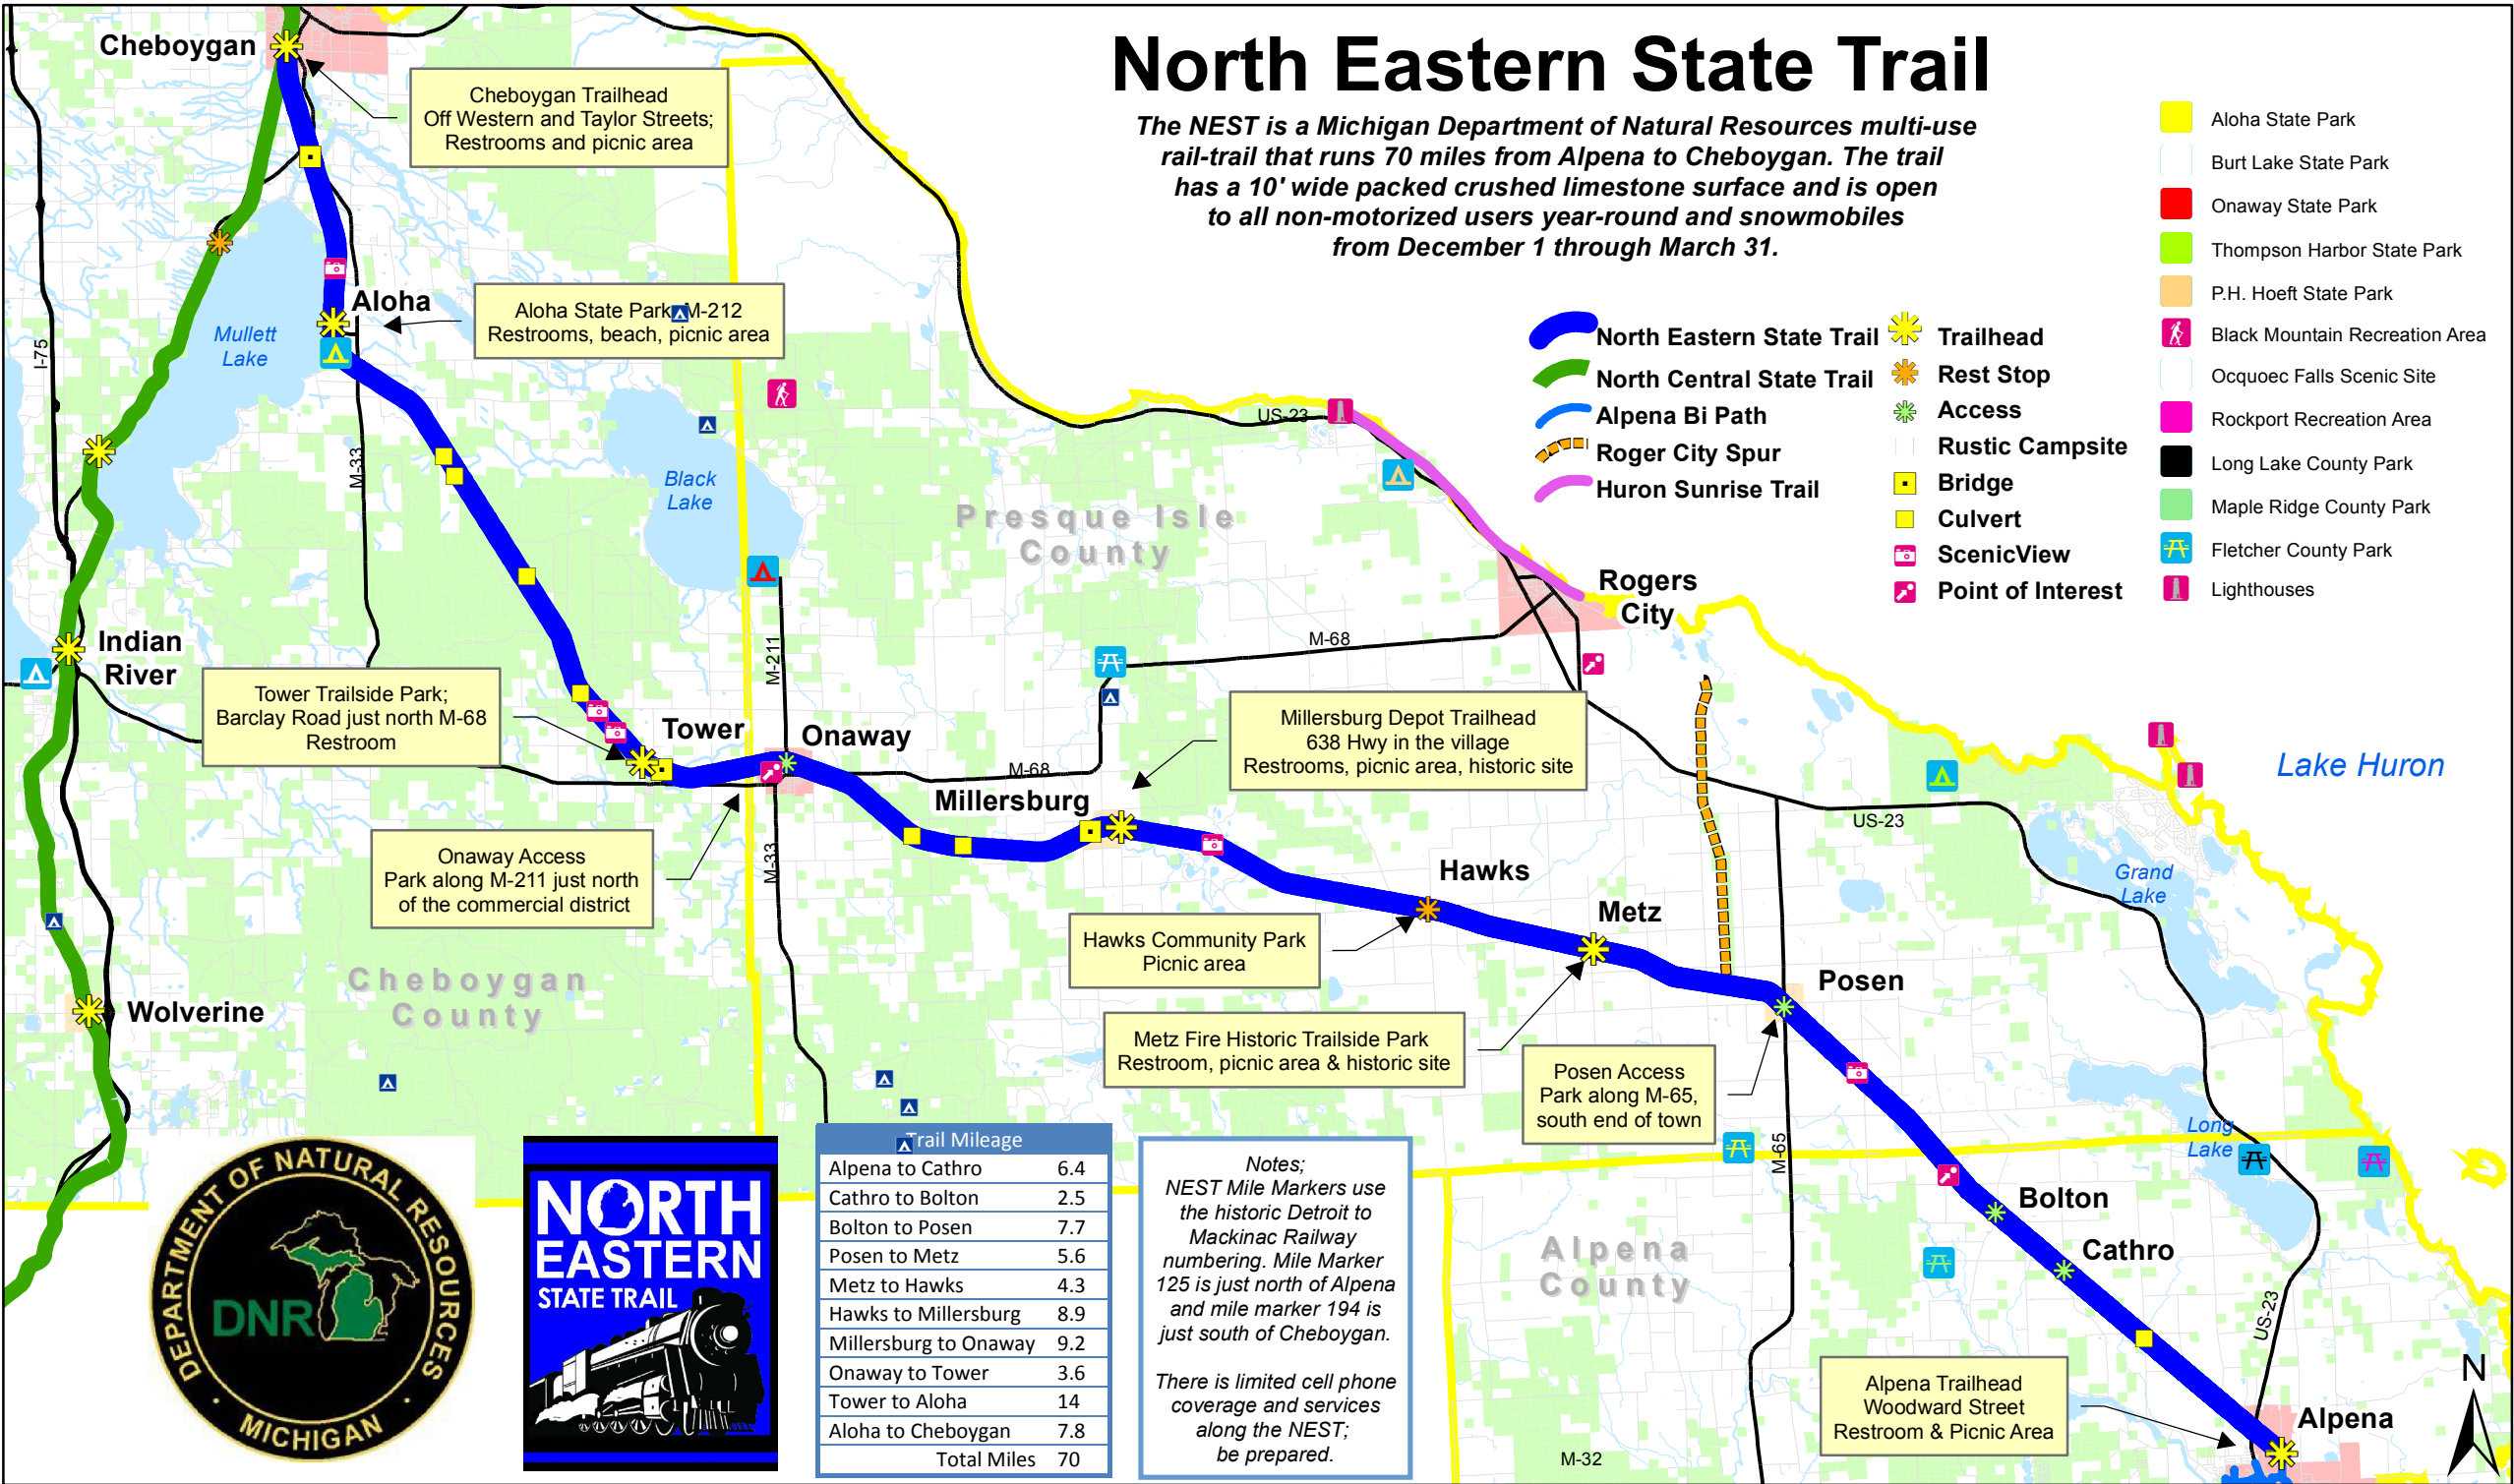 North Eastern State Trail
The NEST is a Michigan Department of Natural Resources multi-use
rail-trail that runs 70 miles from Alpena to Cheboygan. The trail
has a 10' wide packed crushed limestone surface and is open
to all non-motorized users year-round and snowmobiles
from December 1 through March 31.
North Eastern State Trail
North Central State Trail
Alpena Bi Path
Roger City Spur
Huron Sunrise Trail
Trailhead
Rest Stop
Access
Rustic Campsite
Bridge
Culvert
ScenicView
Point of Interest
Aloha State Park
Burt Lake State Park
Onaway State Park
Thompson Harbor State Park
P.H. Hoeft State Park
Black Mountain Recreation Area
Ocquoec Falls Scenic Site
Rockport Recreation Area
Long Lake County Park
Maple Ridge County Park
Fletcher County Park
Lighthouses
Cheboygan
Cheboygan Trailhead
Off Western and Taylor Streets;
Restrooms and picnic area
Aloha
Aloha State Park M-212
Restrooms, beach, picnic area
Mullett
Lake
I-75
M-33
Black
Lake
US-23
Presque Isle
County
Rogers
City
Indian
River
M-211
M-68
Tower Trailside Park;
Barclay Road just north M-68
Restroom
Tower
Onaway
M-68
Millersburg Depot Trailhead
638 Hwy in the village
Restrooms, picnic area, historic site
Lake Huron
Millersburg
US-23
Onaway Access
Park along M-211 just north
of the commercial district
M-33
Hawks
Grand
Lake
Metz
Hawks Community Park
Picnic area
Posen
Cheboygan
County
Wolverine
Metz Fire Historic Trailside Park
Restroom, picnic area & historic site
Posen Access
Park along M-65,
south end of town
M-65
Long
Lake
Bolton
Cathro
Alpena
County
US-23
Alpena Trailhead
Woodward Street
Restroom & Picnic Area
Alpena
M-32
N
DEPARTMENT OF NATURAL RESOURCES
DNR
MICHIGAN
NORTH
EASTERN
STATE TRAIL
Trail Mileage
Alpena to Cathro 6.4
Cathro to Bolton 2.5
Bolton to Posen 7.7
Posen to Metz 5.6
Metz to Hawks 4.3
Hawks to Millersburg 8.9
Millersburg to Onaway 9.2
Onaway to Tower 3.6
Tower to Aloha 14
Aloha to Cheboygan 7.8
Total Miles 70
Notes;
NEST Mile Markers use
the historic Detroit to
Mackinac Railway
numbering. Mile Marker
125 is just north of Alpena
and mile marker 194 is
just south of Cheboygan.
There is limited cell phone
coverage and services
along the NEST;
be prepared.